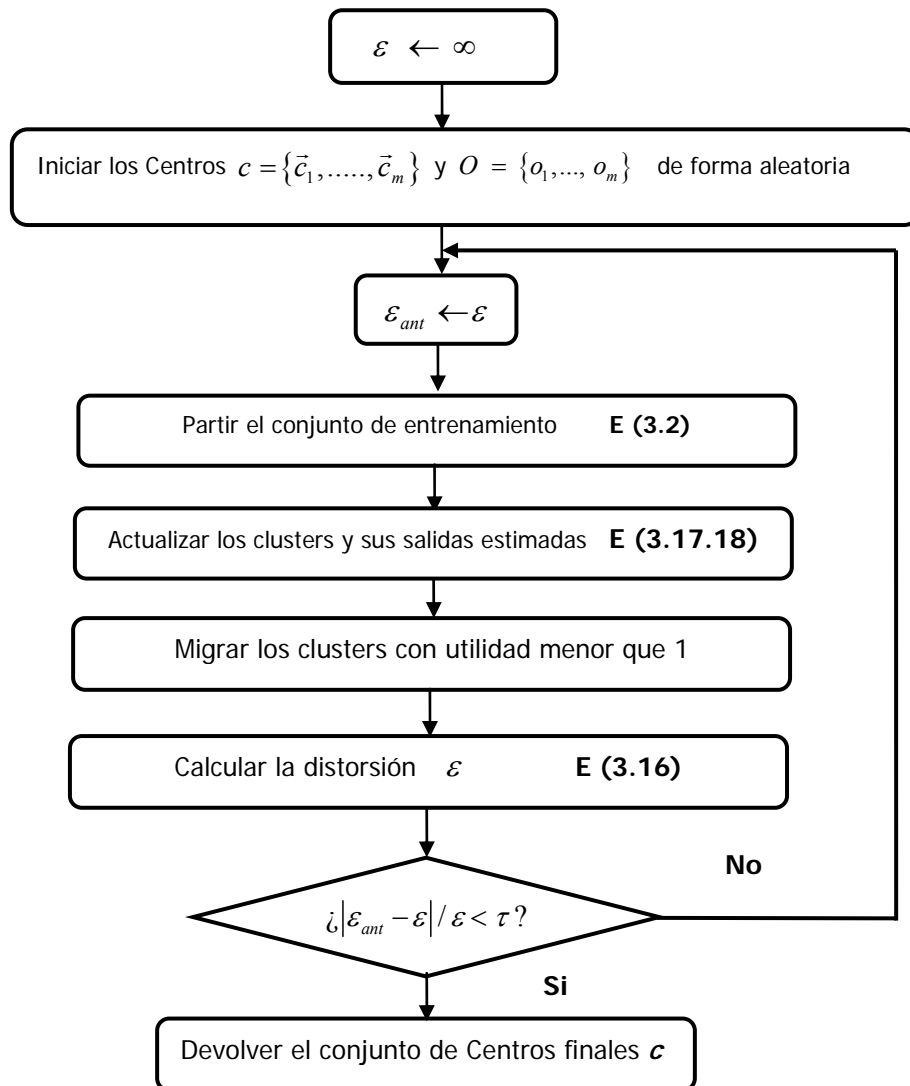 ε ← ∞
Iniciar los Centros c = {c⃗₁,.....,c⃗ₘ} y O = {o₁,..., oₘ} de forma aleatoria
ε_ant ← ε
Partir el conjunto de entrenamiento E (3.2)
Actualizar los clusters y sus salidas estimadas E (3.17.18)
Migrar los clusters con utilidad menor que 1
Calcular la distorsión ε E (3.16)
No
¿|ε_ant − ε| / ε < τ ?
Si
Devolver el conjunto de Centros finales c